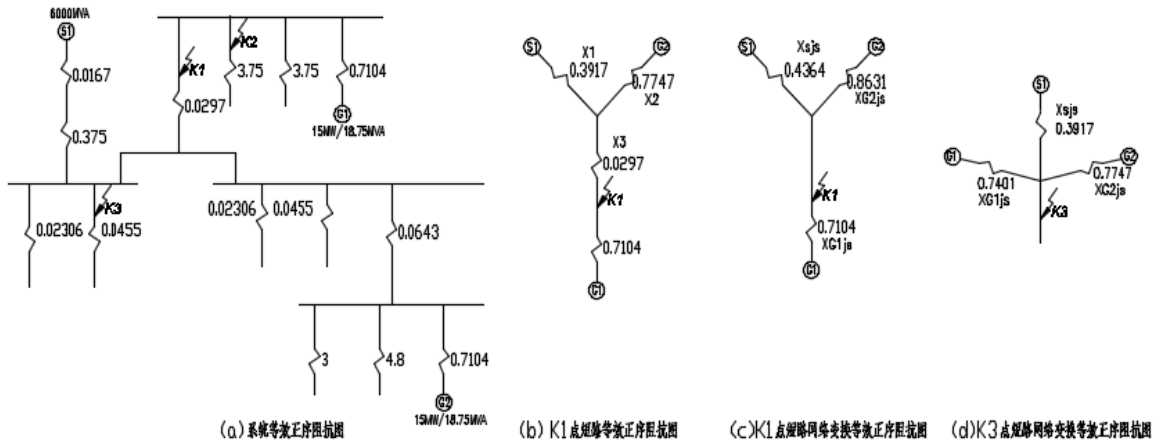 6000MVA
S1
0.0167
0.375
K1
0.0297
K2
3.75
3.75
0.7104
G1
15MW/18.75MVA
K3
0.02306
0.0455
0.02306
0.0455
0.0643
3
4.8
0.7104
G2
15MW/18.75MVA
(a)系统等效正序阻抗图
S1
X1
0.3917
G2
0.7747
X2
X3
0.0297
K1
0.7104
G1
(b) K1点短路等效正序阻抗图
S1
Xsjs
0.4364
G2
0.8631
XG2js
K1
0.7104
XG1js
G1
(c)K1点短路网络变换等效正序阻抗图
S1
Xsjs
0.3917
G1
0.7401
XG1js
G2
0.7747
XG2js
K3
(d)K3点短路网络变换等效正序阻抗图